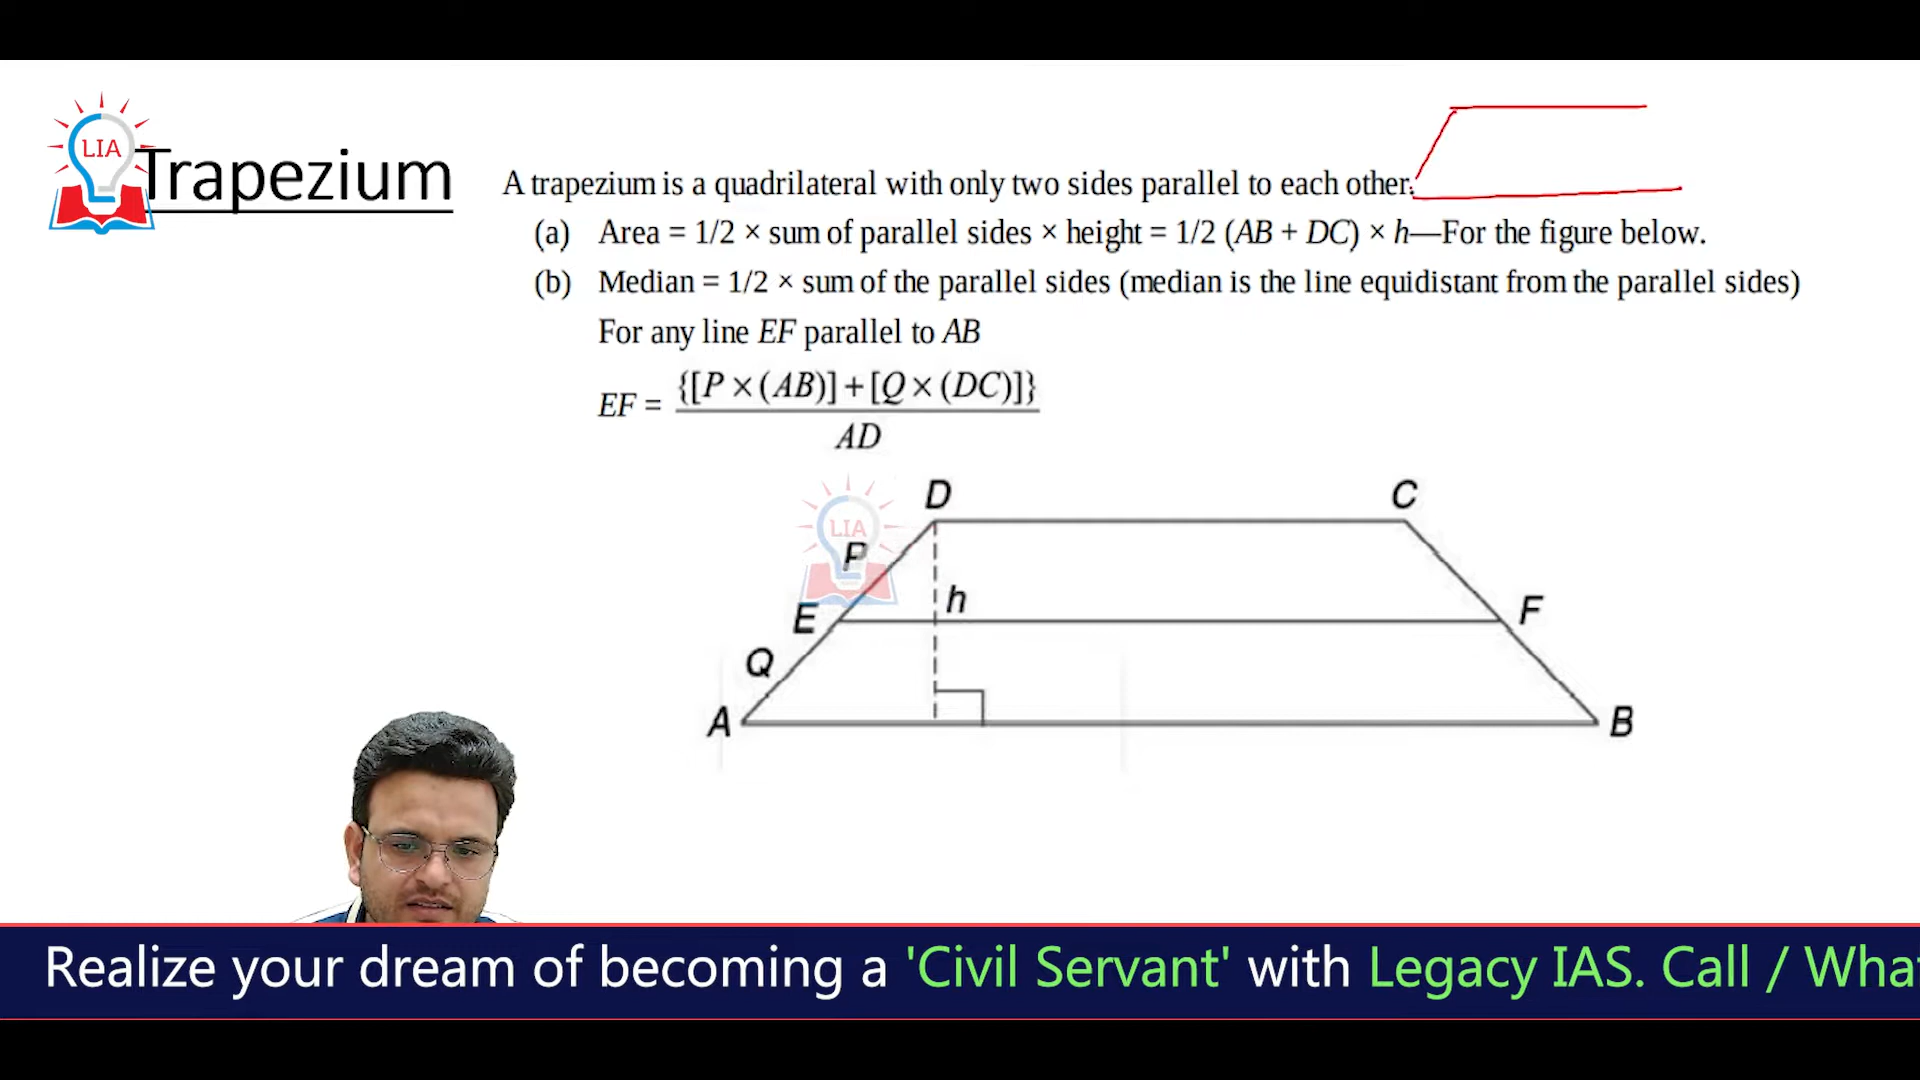 LIA
Trapezium
A trapezium is a quadrilateral with only two sides parallel to each other.
(a) Area = 1/2 × sum of parallel sides × height = 1/2 (AB + DC) × h—For the figure below.
(b) Median = 1/2 × sum of the parallel sides (median is the line equidistant from the parallel sides)
For any line EF parallel to AB
EF = {[P × (AB)] + [Q × (DC)]}
AD
D C
LIA
P
h
E F
Q
A B
Realize your dream of becoming a 'Civil Servant' with Legacy IAS. Call / What